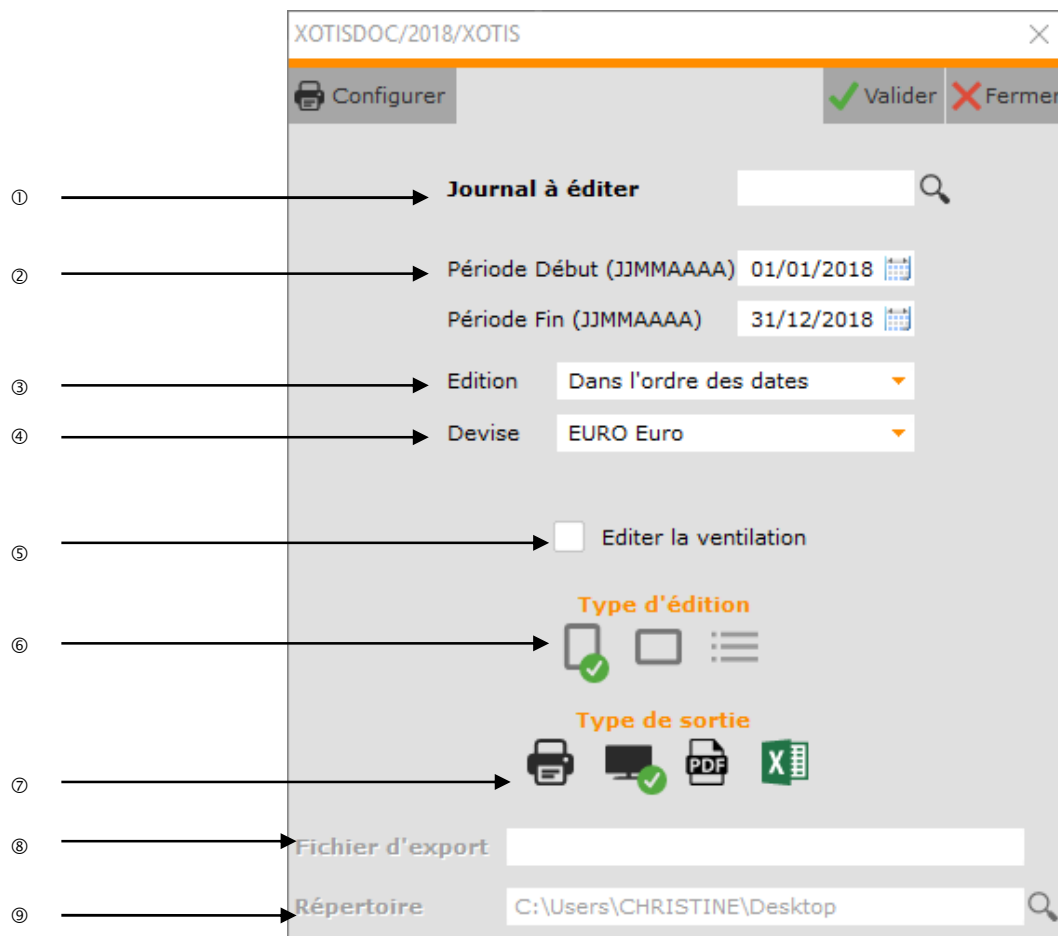 XOTISDOC/2018/XOTIS
Configurer Valider Fermer
① Journal à éditer
② Période Début (JJMMAAAA) 01/01/2018
Période Fin (JJMMAAAA) 31/12/2018
③ Edition Dans l'ordre des dates
④ Devise EURO Euro
⑤ Editer la ventilation
Type d'édition
⑥
Type de sortie
PDF X
⑦
⑧ Fichier d'export
⑨ Répertoire C:\Users\CHRISTINE\Desktop